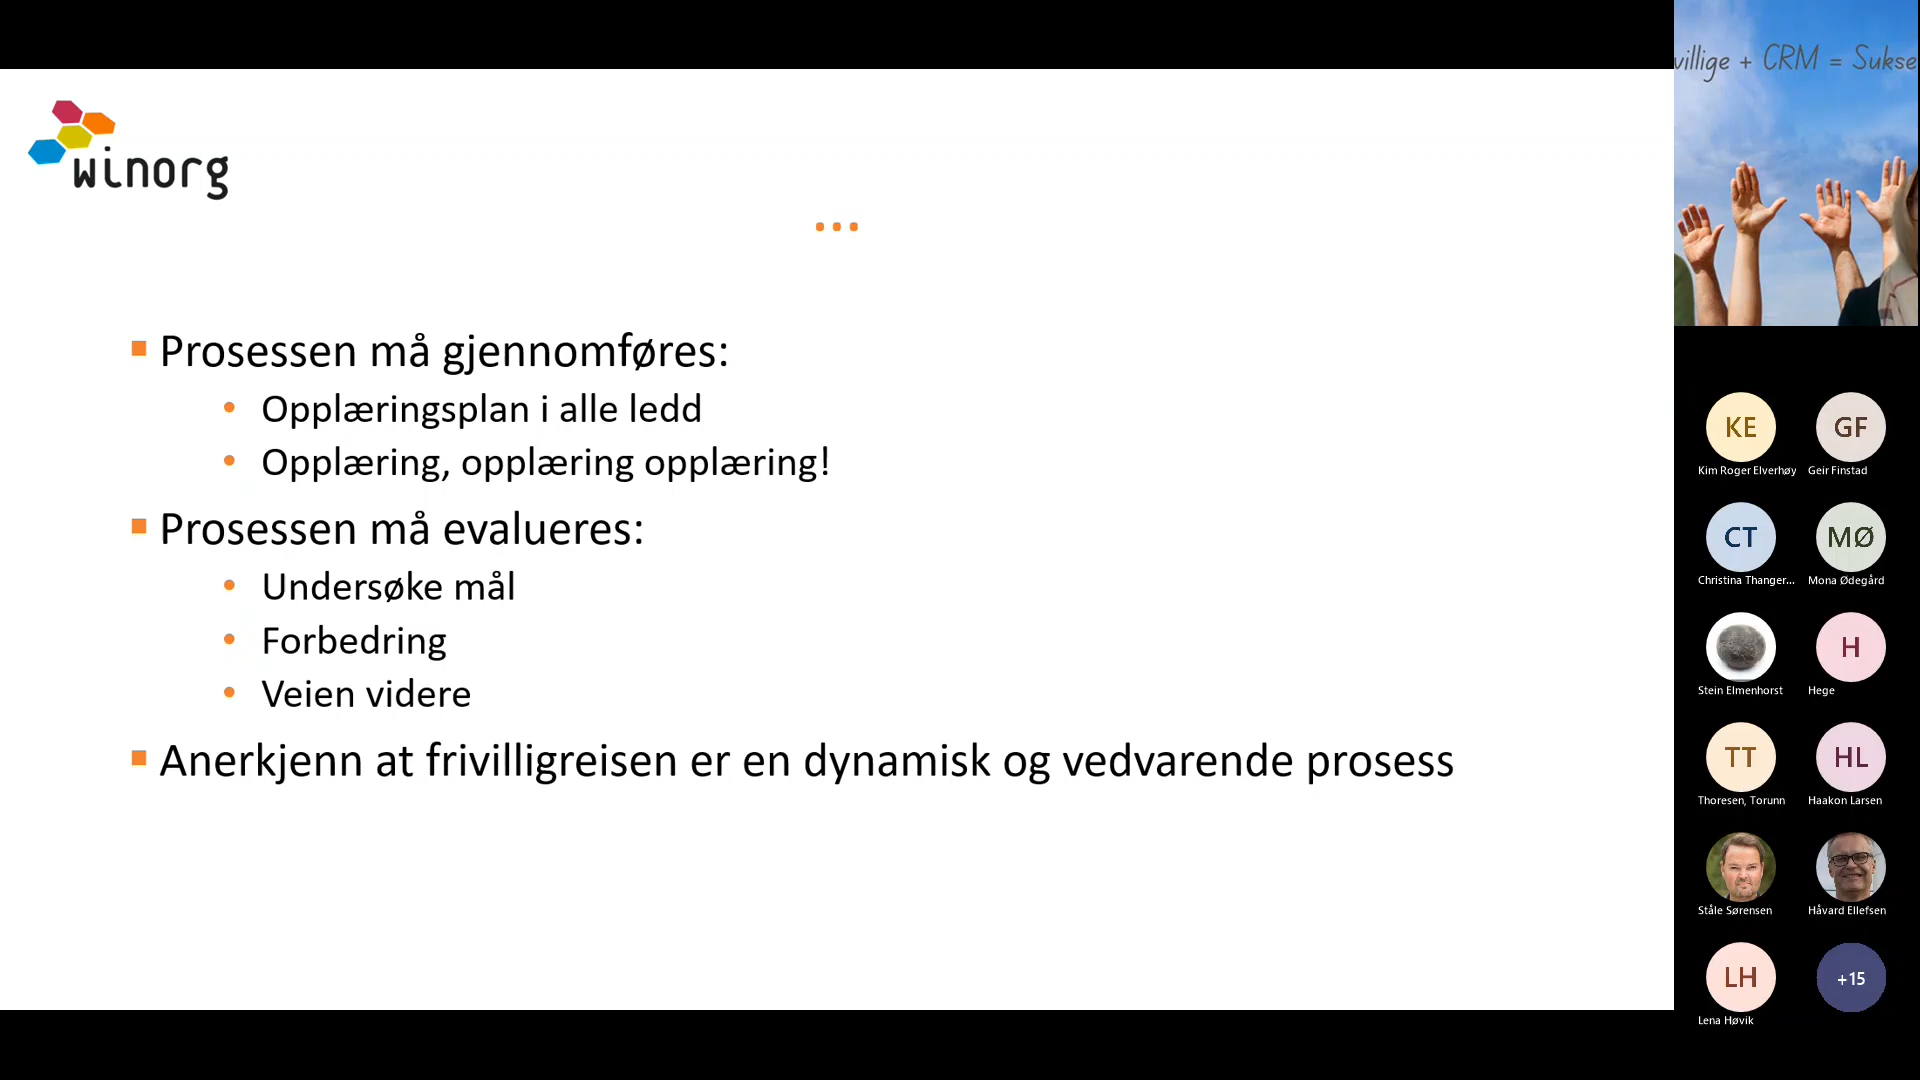 winorg
...
Prosessen må gjennomføres:
Opplæringsplan i alle ledd
Opplæring, opplæring opplæring!
Prosessen må evalueres:
Undersøke mål
Forbedring
Veien videre
Anerkjenn at frivilligreisen er en dynamisk og vedvarende prosess
villige + CRM = Sukse
KE
GF
Kim Roger Elverhøy
Geir Finstad
CT
MØ
Christina Thanger...
Mona Ødegård
H
Stein Elmenhorst
Hege
TT
HL
Thoresen, Torunn
Haakon Larsen
Ståle Sørensen
Håvard Ellefsen
LH
+15
Lena Høvik